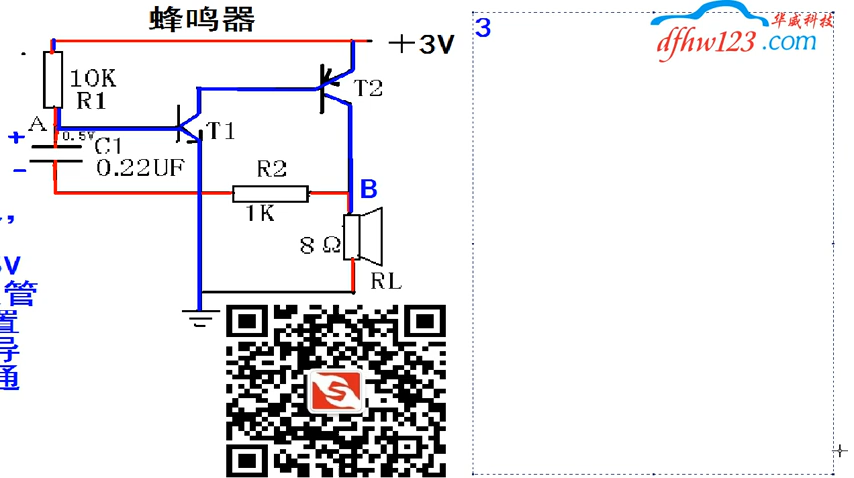 蜂鸣器
+3V
10K
R1
T2
A
0.5V
T1
+
C1
0.22UF
-
R2
B
1K
8Ω
RL
，
V
管
置
导
通
3
华威科技
dfhw123.com